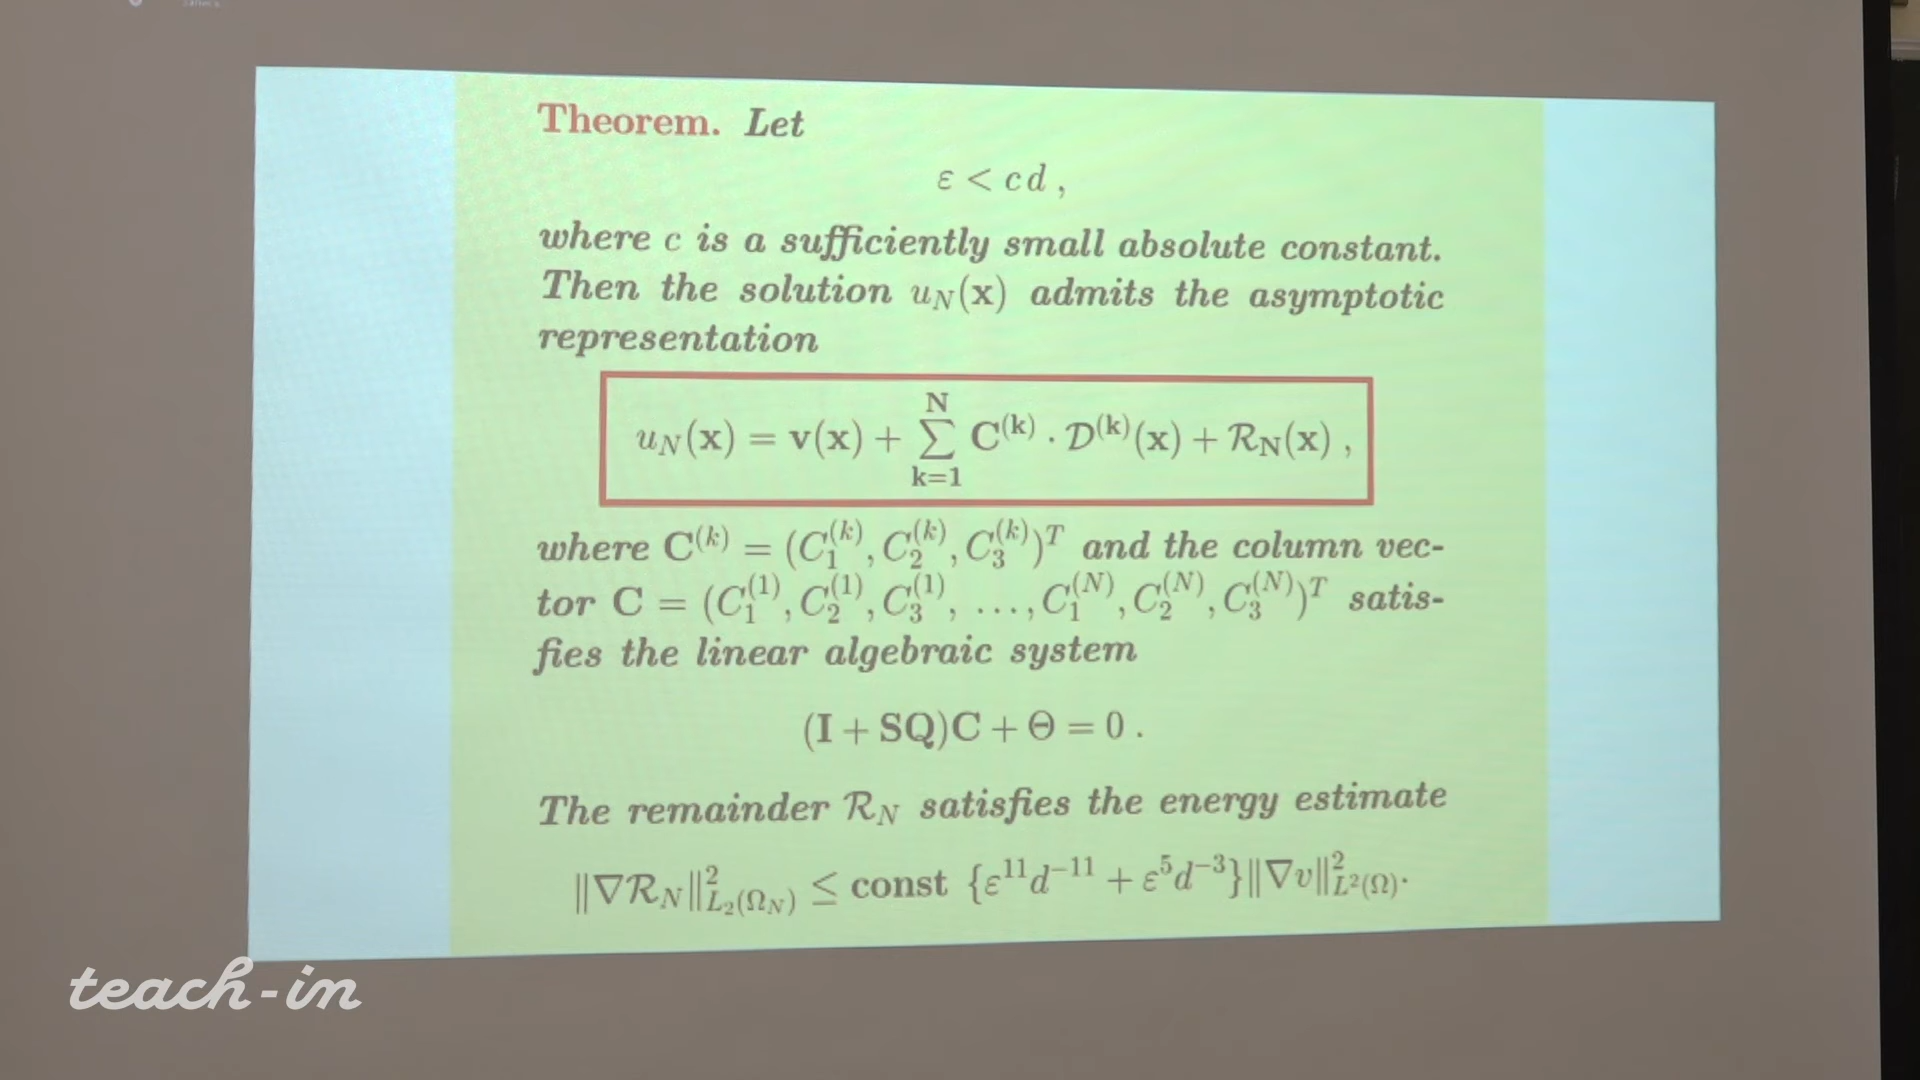 Theorem. Let
ε < c d ,
where c is a sufficiently small absolute constant.
Then the solution u_N(x) admits the asymptotic
representation
u_N(x) = v(x) + ∑_{k=1}^{N} C^{(k)} · 𝒟^{(k)}(x) + ℛ_N(x) ,
where C^{(k)} = (C_1^{(k)}, C_2^{(k)}, C_3^{(k)})^T and the column vec-
tor C = (C_1^{(1)}, C_2^{(1)}, C_3^{(1)}, ..., C_1^{(N)}, C_2^{(N)}, C_3^{(N)})^T satis-
fies the linear algebraic system
(I + SQ)C + Θ = 0 .
The remainder ℛ_N satisfies the energy estimate
‖∇ℛ_N‖²_{L_2(Ω_N)} ≤ const {ε^{11}d^{-11} + ε^5d^{-3}}‖∇v‖²_{L^2(Ω)}.
teach-in